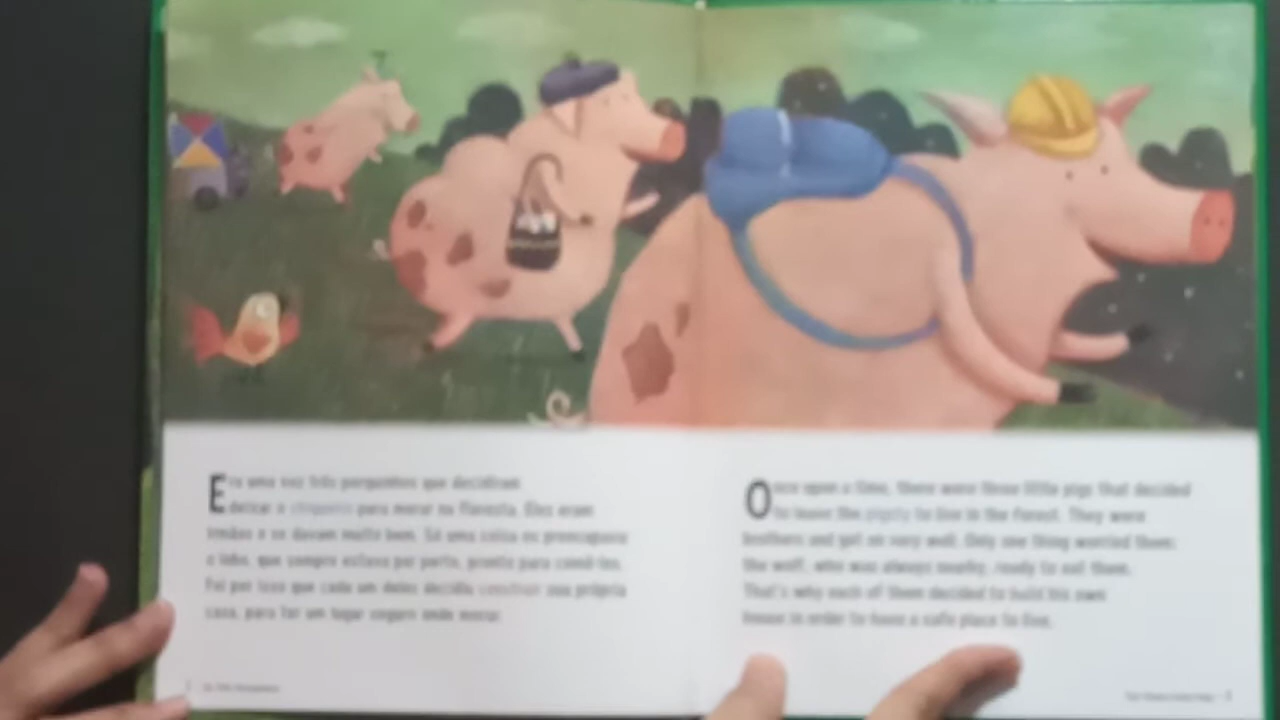 Era uma vez três porquinhos que decidiram
deixar o chiqueiro para morar na floresta. Eles eram
irmãos e se davam muito bem. Só uma coisa os preocupava:
o lobo, que sempre estava por perto, pronto para comê-los.
Foi por isso que cada um deles decidiu construir sua própria
casa, para ter um lugar seguro onde morar.
Once upon a time, there were three little pigs that decided
to leave the pigsty to live in the forest. They were
brothers and got on very well. Only one thing worried them:
the wolf, who was always nearby, ready to eat them.
That's why each of them decided to build his own
house in order to have a safe place to live.